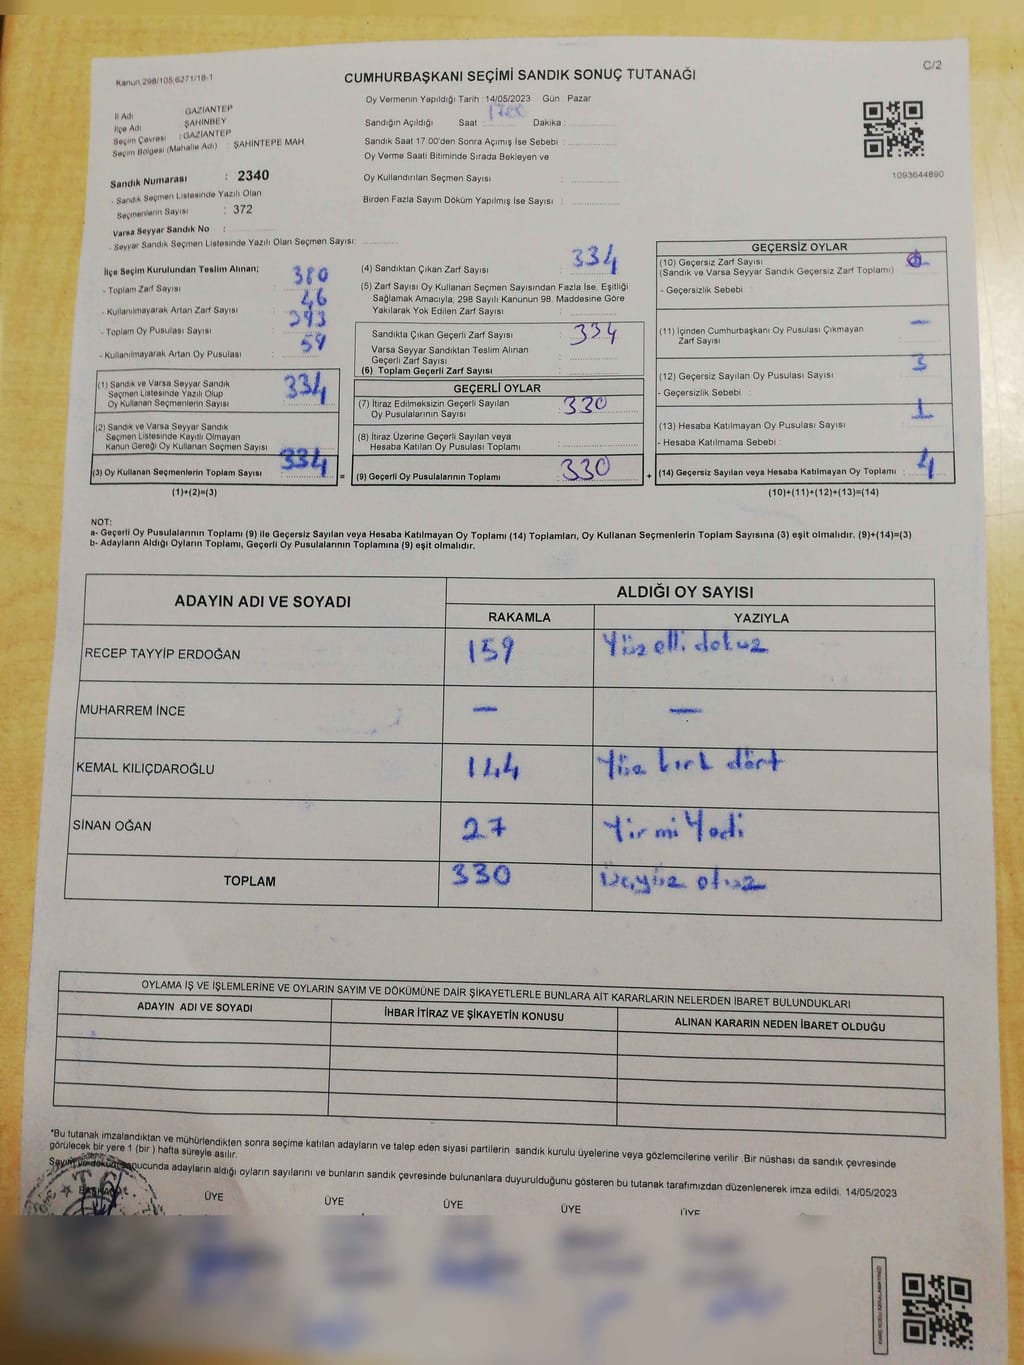 Kanun 298/105,6271/18-1
C/2
CUMHURBAŞKANI SEÇİMİ SANDIK SONUÇ TUTANAĞI
Oy Vermenin Yapıldığı Tarih : 14/05/2023 Gün : Pazar
İl Adı GAZİANTEP
İlçe Adı ŞAHİNBEY
Seçim Çevresi : GAZİANTEP
Seçim Bölgesi (Mahalle Adı) : ŞAHİNTEPE MAH
Sandığın Açıldığı Saat : 1700 Dakika :
Sandık Saat 17:00'den Sonra Açımış İse Sebebi :
Oy Verme Saati Bitiminde Sırada Bekleyen ve
Oy Kullandırılan Seçmen Sayısı :
Birden Fazla Sayım Döküm Yapılmış İse Sayısı :
1093644890
Sandık Numarası : 2340
- Sandık Seçmen Listesinde Yazılı Olan
Seçmenlerin Sayısı : 372
Varsa Seyyar Sandık No :
- Seyyar Sandık Seçmen Listesinde Yazılı Olan Seçmen Sayısı:
İlçe Seçim Kurulundan Teslim Alınan;
- Toplam Zarf Sayısı 380
- Kullanılmayarak Artan Zarf Sayısı 46
- Toplam Oy Pusulası Sayısı 393
- Kullanılmayarak Artan Oy Pusulası 59
(1) Sandık ve Varsa Seyyar Sandık
Seçmen Listesinde Yazılı Olup
Oy Kullanan Seçmenlerin Sayısı 334
(2) Sandık ve Varsa Seyyar Sandık
Seçmen Listesinde Kayıtlı Olmayan
Kanun Gereği Oy Kullanan Seçmen Sayısı
(3) Oy Kullanan Seçmenlerin Toplam Sayısı 334
(1)+(2)=(3)
(4) Sandıktan Çıkan Zarf Sayısı : 334
(5) Zarf Sayısı Oy Kullanan Seçmen Sayısından Fazla İse, Eşitliği
Sağlamak Amacıyla; 298 Sayılı Kanunun 98. Maddesine Göre
Yakılarak Yok Edilen Zarf Sayısı :
Sandıkta Çıkan Geçerli Zarf Sayısı : 334
Varsa Seyyar Sandıktan Teslim Alınan
Geçerli Zarf Sayısı
(6) Toplam Geçerli Zarf Sayısı
GEÇERLİ OYLAR
(7) İtiraz Edilmeksizin Geçerli Sayılan
Oy Pusulalarının Sayısı : 330
(8) İtiraz Üzerine Geçerli Sayılan veya
Hesaba Katılan Oy Pusulası Toplamı
=
(9) Geçerli Oy Pusulalarının Toplamı : 330
+
GEÇERSİZ OYLAR
(10) Geçersiz Zarf Sayısı
(Sandık ve Varsa Seyyar Sandık Geçersiz Zarf Toplamı)
- Geçersizlik Sebebi :
(11) İçinden Cumhurbaşkanı Oy Pusulası Çıkmayan
Zarf Sayısı —
(12) Geçersiz Sayılan Oy Pusulası Sayısı 3
- Geçersizlik Sebebi :
(13) Hesaba Katılmayan Oy Pusulası Sayısı 1
- Hesaba Katılmama Sebebi :
(14) Geçersiz Sayılan veya Hesaba Katılmayan Oy Toplamı : 4
(10)+(11)+(12)+(13)=(14)
NOT:
a- Geçerli Oy Pusulalarının Toplamı (9) ile Geçersiz Sayılan veya Hesaba Katılmayan Oy Toplamı (14) Toplamları, Oy Kullanan Seçmenlerin Toplam Sayısına (3) eşit olmalıdır. (9)+(14)=(3)
b- Adayların Aldığı Oyların Toplamı, Geçerli Oy Pusulalarının Toplamına (9) eşit olmalıdır.
ADAYIN ADI VE SOYADI ALDIĞI OY SAYISI
RAKAMLA YAZIYLA
RECEP TAYYİP ERDOĞAN 159 Yüz elli dokuz
MUHARREM İNCE — —
KEMAL KILIÇDAROĞLU 144 Yüz kırk dört
SİNAN OĞAN 27 Yirmi Yedi
TOPLAM 330 Üçyüz otuz
OYLAMA İŞ VE İŞLEMLERİNE VE OYLARIN SAYIM VE DÖKÜMÜNE DAİR ŞİKAYETLERLE BUNLARA AİT KARARLARIN NELERDEN İBARET BULUNDUKLARI
ADAYIN ADI VE SOYADI İHBAR İTİRAZ VE ŞİKAYETİN KONUSU ALINAN KARARIN NEDEN İBARET OLDUĞU
*Bu tutanak imzalandıktan ve mühürlendikten sonra seçime katılan adayların ve talep eden siyasi partilerin sandık kurulu üyelerine veya gözlemcilerine verilir. Bir nüshası da sandık çevresinde
görülecek bir yere 1 (bir) hafta süreyle asılır.
Sayım ve döküm sonucunda adayların aldığı oyların sayılarını ve bunların sandık çevresinde bulunanlara duyurulduğunu gösteren bu tutanak tarafımızdan düzenlenerek imza edildi. 14/05/2023
BAŞKAN ÜYE ÜYE ÜYE ÜYE ÜYE